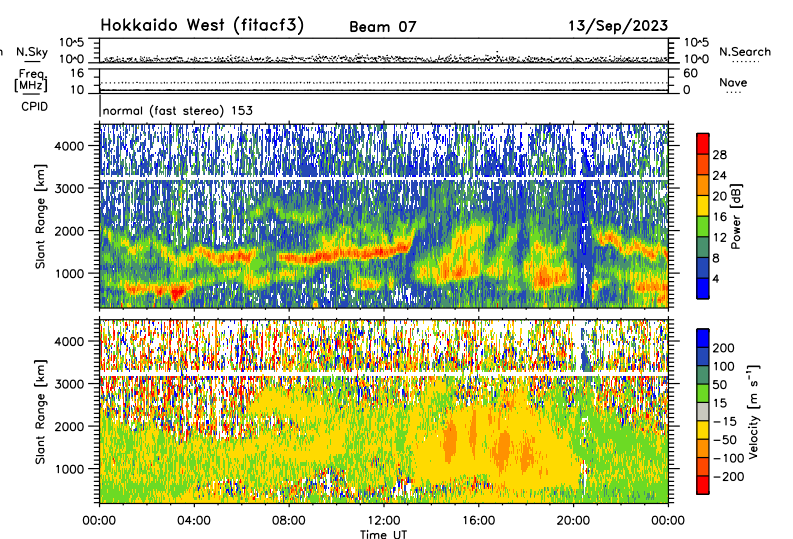 Hokkaido West (fitacf3) Beam 07 13/Sep/2023
N.Sky 10^5 10^5 N.Search
10^0 10^0
Freq. 16 60
[MHz] 10 0 Nave
CPID normal (fast stereo) 153
Slant Range [km]
4000
3000
2000
1000
28
24
20
16
12
8
4
Power [dB]
Slant Range [km]
4000
3000
2000
1000
200
100
50
15
-15
-50
-100
-200
Velocity [m s⁻¹]
00:00 04:00 08:00 12:00 16:00 20:00 00:00
Time UT